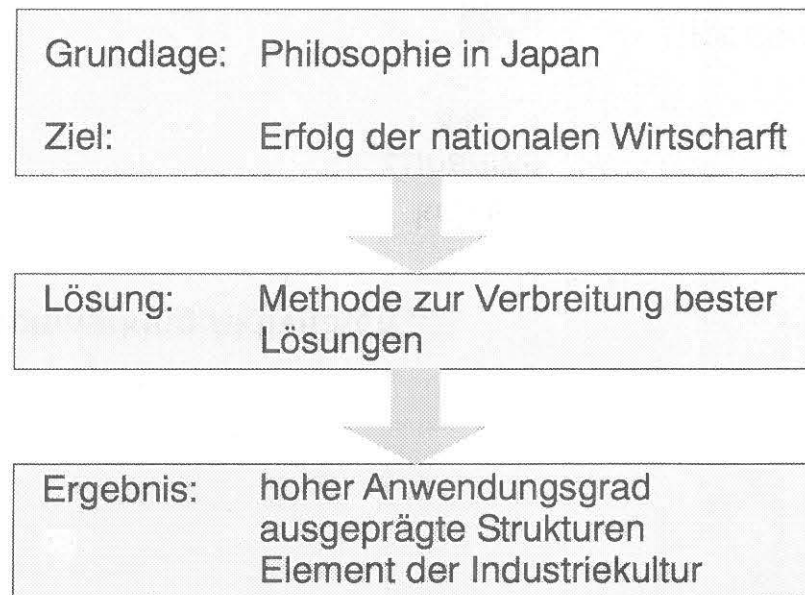 Grundlage: Philosophie in Japan
Ziel: Erfolg der nationalen Wirtscharft
Lösung: Methode zur Verbreitung bester
Lösungen
Ergebnis: hoher Anwendungsgrad
ausgeprägte Strukturen
Element der Industriekultur